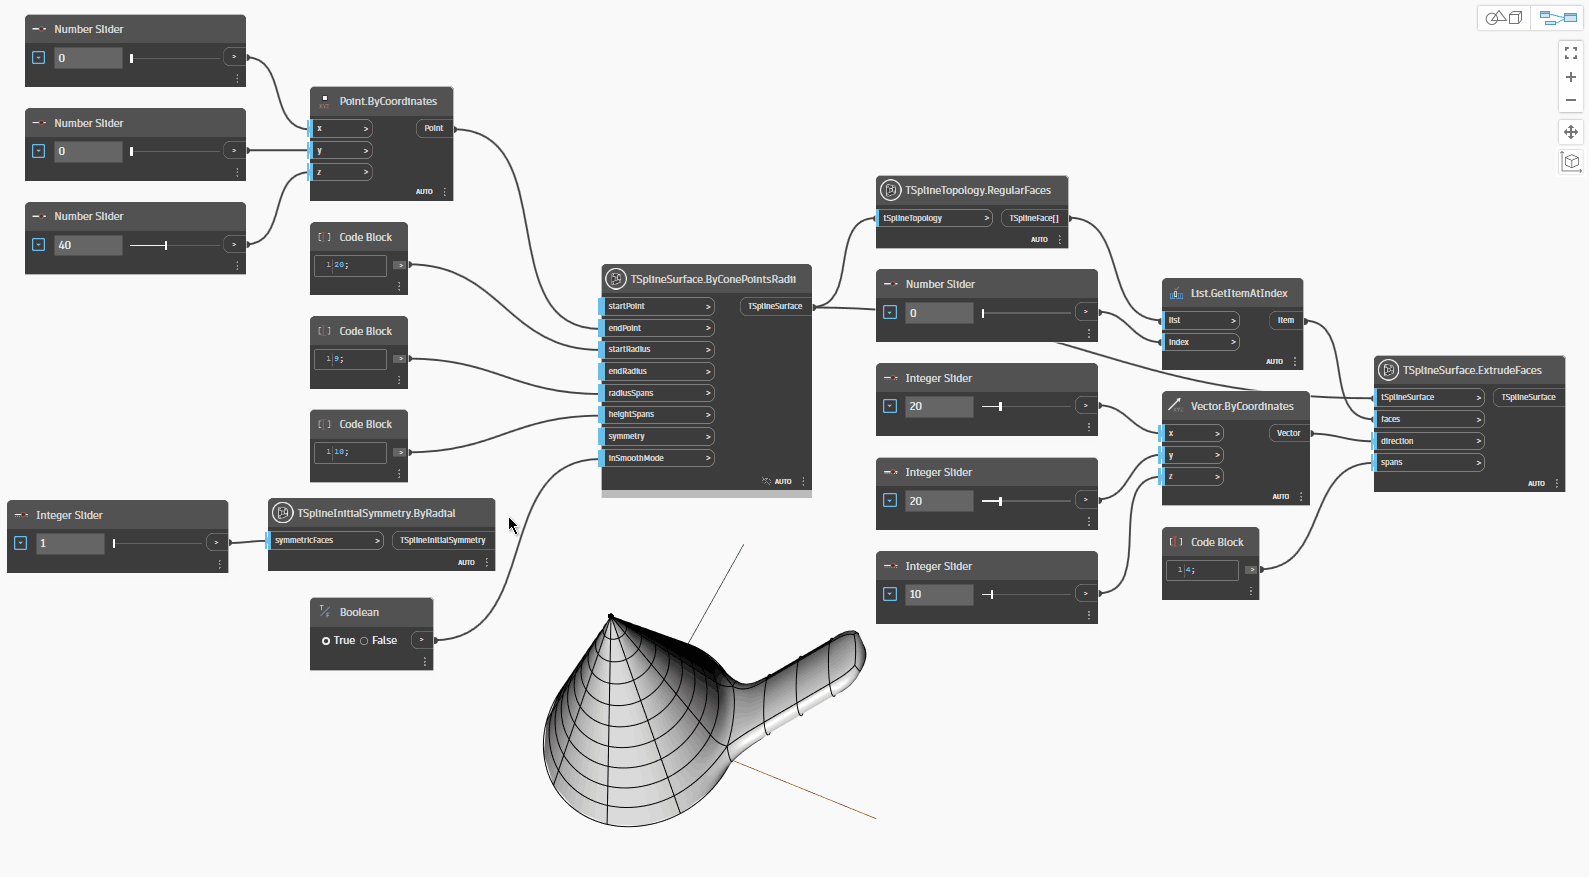 Number Slider
0
>
Number Slider
0
>
Number Slider
40
>
Point.ByCoordinates
x >
Point
y >
z >
AUTO
Code Block
1 20;
>
Code Block
1 9;
>
Code Block
1 10;
>
Integer Slider
1
>
TSplineInitialSymmetry.ByRadial
symmetricFaces >
TSplineInitialSymmetry
AUTO
Boolean
True False
>
TSplineSurface.ByConePointsRadii
startPoint >
TSplineSurface
endPoint >
startRadius >
endRadius >
radiusSpans >
heightSpans >
symmetry >
inSmoothMode >
AUTO
TSplineTopology.RegularFaces
tSplineTopology >
TSplineFace[]
AUTO
Number Slider
0
>
Integer Slider
20
>
Integer Slider
20
>
Integer Slider
10
>
List.GetItemAtIndex
list >
item
index >
AUTO
Vector.ByCoordinates
x >
Vector
y >
z >
AUTO
Code Block
1 4;
>
TSplineSurface.ExtrudeFaces
tSplineSurface >
TSplineSurface
faces >
direction >
spans >
AUTO